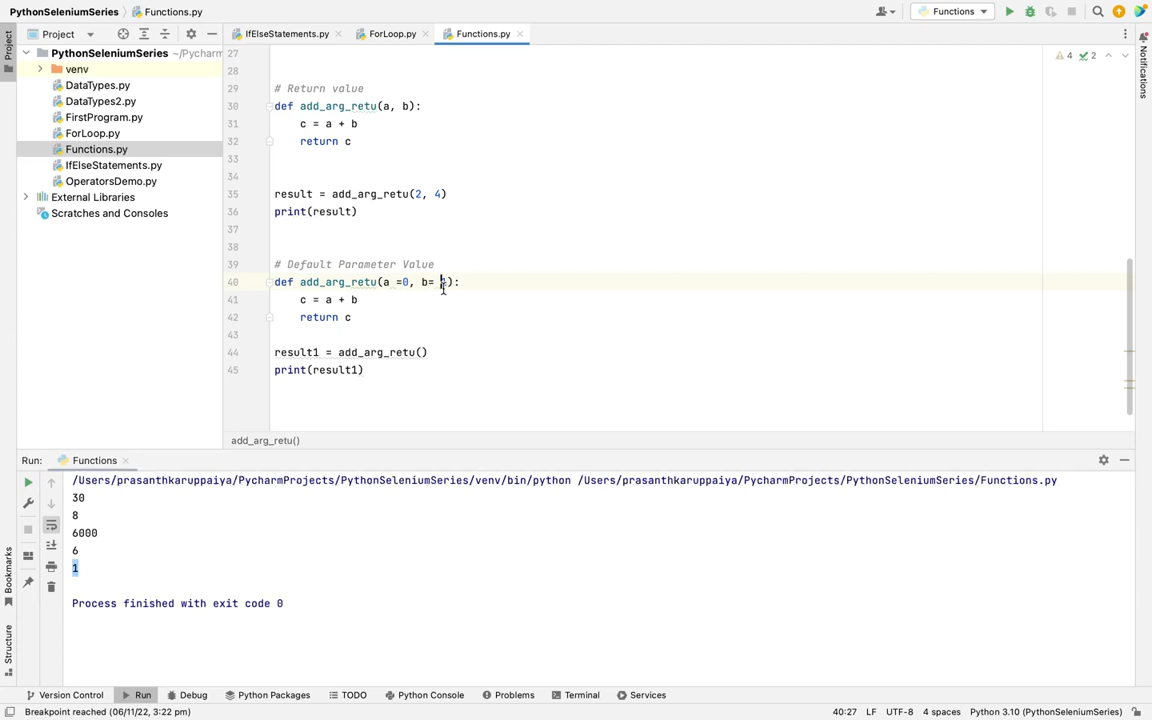 PythonSeleniumSeries Functions.py
Functions
Project
Project
IfElseStatements.py ForLoop.py Functions.py
PythonSeleniumSeries ~/Pycharm
venv
DataTypes.py
DataTypes2.py
FirstProgram.py
ForLoop.py
Functions.py
IfElseStatements.py
OperatorsDemo.py
External Libraries
Scratches and Consoles
4 2
Notifications
27
28
29 # Return value
30 def add_arg_retu(a, b):
31 c = a + b
32 return c
33
34
35 result = add_arg_retu(2, 4)
36 print(result)
37
38
39 # Default Parameter Value
40 def add_arg_retu(a =0, b= ):
41 c = a + b
42 return c
43
44 result1 = add_arg_retu()
45 print(result1)
add_arg_retu()
Run: Functions
/Users/prasanthkaruppaiya/PycharmProjects/PythonSeleniumSeries/venv/bin/python /Users/prasanthkaruppaiya/PycharmProjects/PythonSeleniumSeries/Functions.py
30
8
6000
6
1
Process finished with exit code 0
Bookmarks
Structure
Version Control Run Debug Python Packages TODO Python Console Problems Terminal Services
Breakpoint reached (06/11/22, 3:22 pm) 40:27 LF UTF-8 4 spaces Python 3.10 (PythonSeleniumSeries)